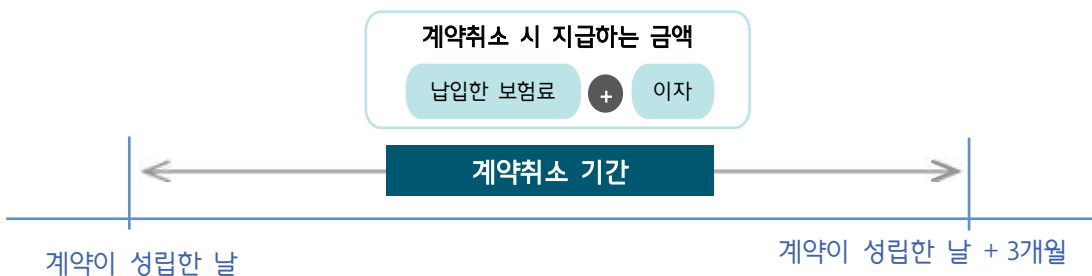 계약취소 시 지급하는 금액
납입한 보험료 + 이자
계약취소 기간
계약이 성립한 날
계약이 성립한 날 + 3개월